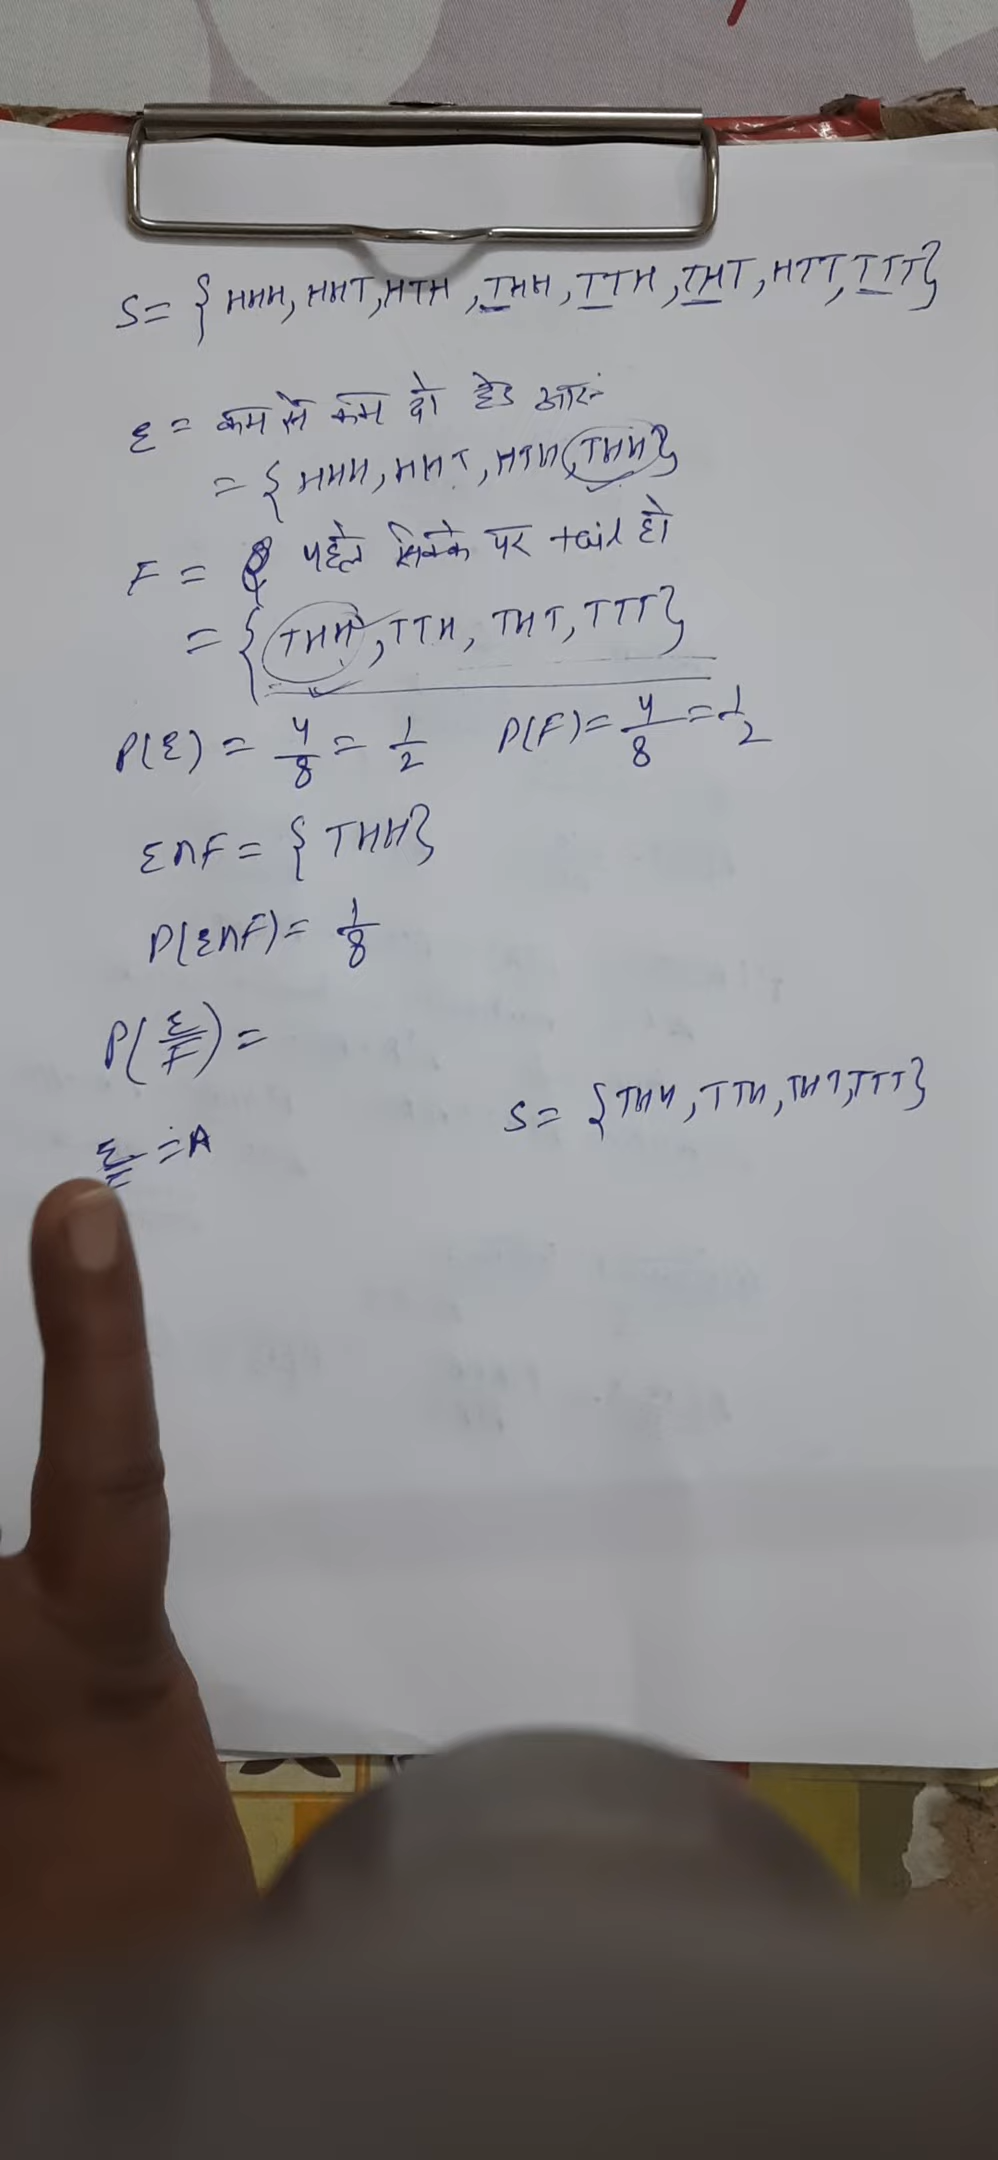 S = { HHH, HHT, HTH, THH, TTH, THT, HTT, TTT}
E = कम से कम दो हेड आए
= { HHH, HHT, HTH, THH}
F = पहले सिक्के पर tail हो
= { THH, TTH, THT, TTT}
P(E) = 4/8 = 1/2 P(F) = 4/8 = 1/2
E∩F = { THH}
P(E∩F) = 1/8
P(E/F) =
S = {THH, TTH, THT, TTT}
= A